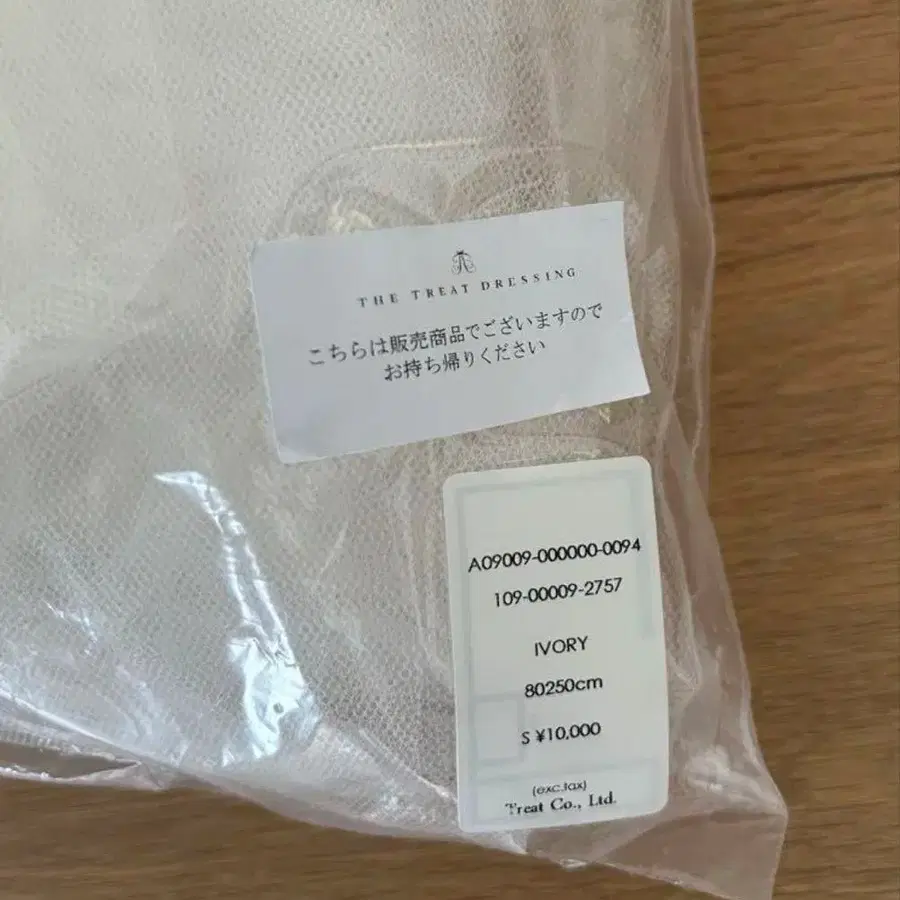 THE TREAT DRESSING
こちらは販売商品でございますので
お持ち帰りください
A09009-000000-0094
109-00009-2757
IVORY
80250cm
S ¥10,000
(exc.tax)
Treat Co., Ltd.